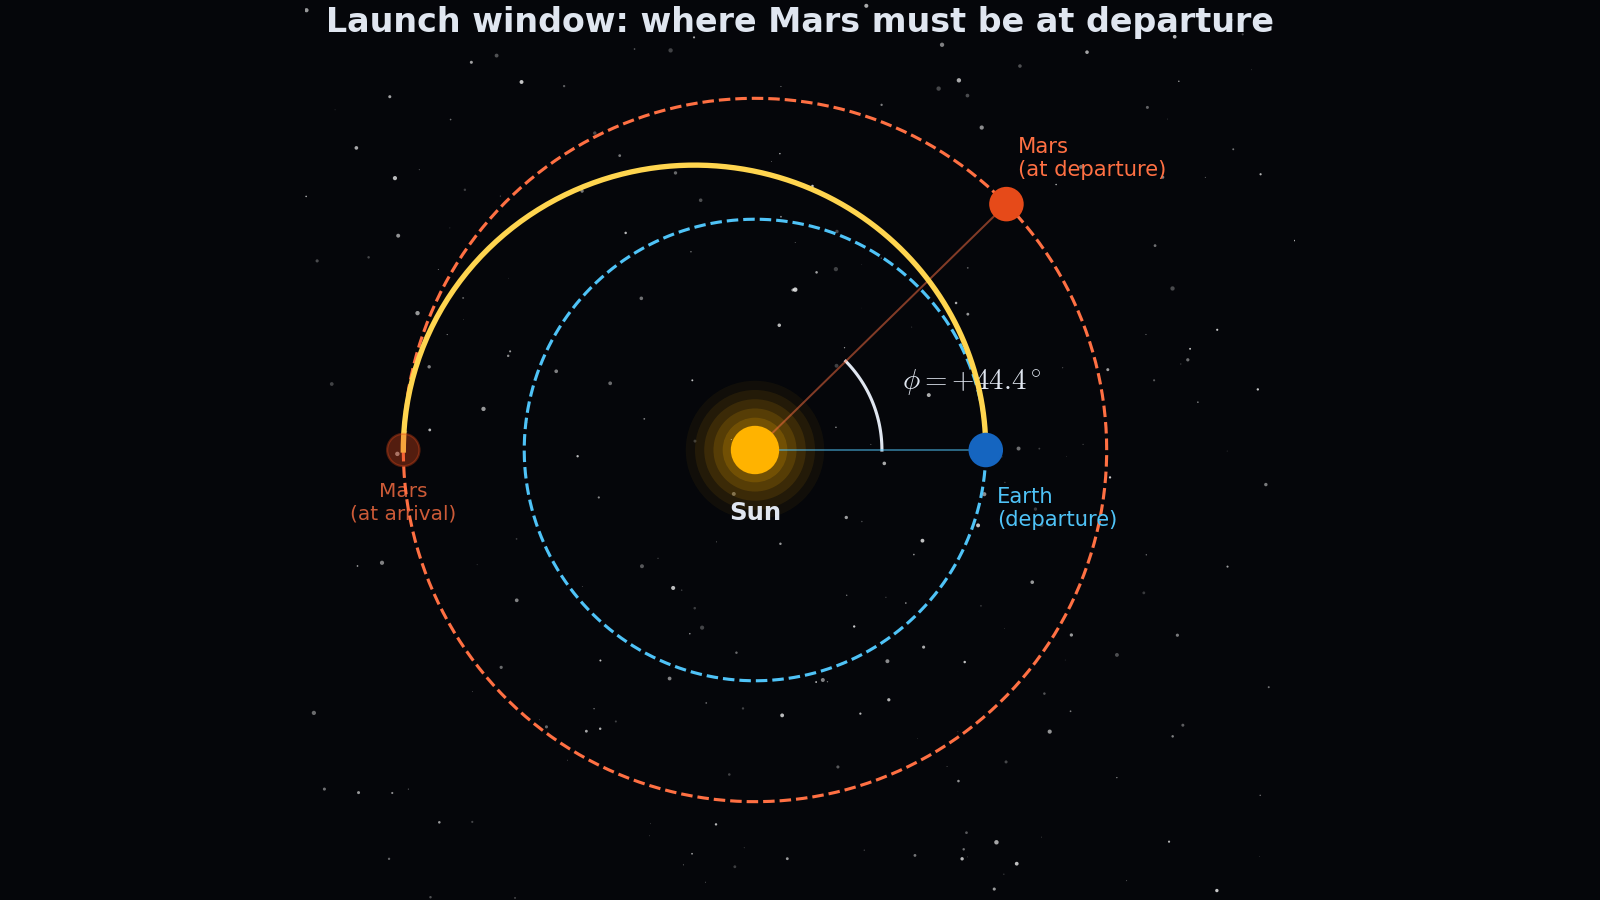 Launch window: where Mars must be at departure
Mars
(at departure)
ϕ = +44.4°
Mars
(at arrival)
Sun
Earth
(departure)